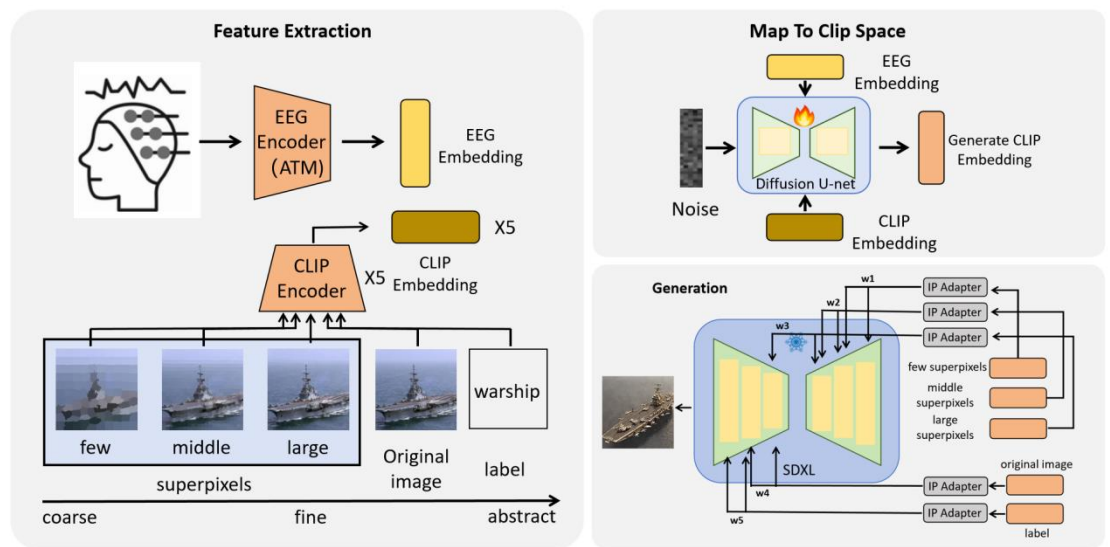 Feature Extraction
EEG
Encoder
(ATM)
EEG
Embedding
X5
CLIP
Embedding
CLIP
Encoder
X5
warship
few
middle
large
Original
image
label
superpixels
coarse
fine
abstract
Map To Clip Space
EEG
Embedding
Noise
Diffusion U-net
Generate CLIP
Embedding
CLIP
Embedding
Generation
w1
IP Adapter
w2
IP Adapter
w3
IP Adapter
few superpixels
middle
superpixels
large
superpixels
SDXL
original image
w4
IP Adapter
w5
IP Adapter
label